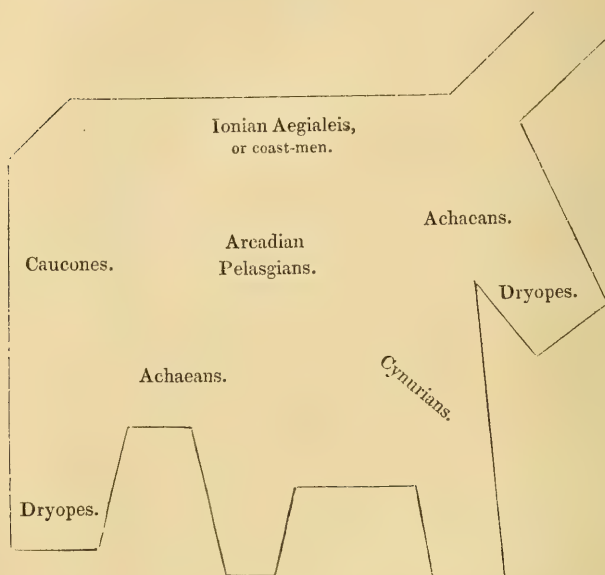 Ionian Aegialeis,
or coast-men.
Achaeans.
Caucones.
Arcadian
Pelasgians.
Dryopes.
Achaeans.
Cynurians.
Dryopes.